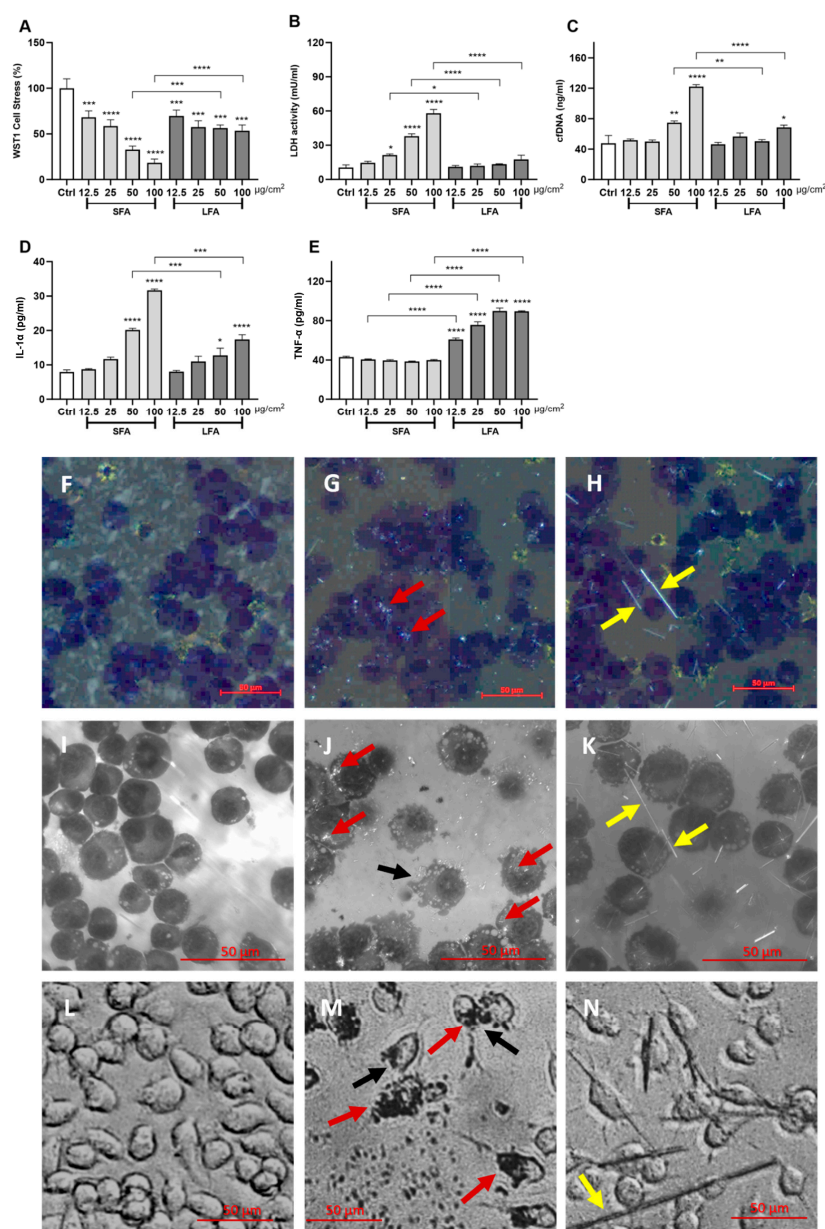 A
WST1 Cell Stress (%)
150
100
50
0
***
****
****
****
***
****
****
****
***
****
Ctrl 12.5 25 50 100 12.5 25 50 100 μg/cm²
SFA LFA
B
LDH activity (mU/ml)
120
90
60
30
0
*
****
****
*
****
****
Ctrl 12.5 25 50 100 12.5 25 50 100 μg/cm²
SFA LFA
C
cfDNA (ng/ml)
160
120
80
40
0
**
****
*
**
****
Ctrl 12.5 25 50 100 12.5 25 50 100 μg/cm²
SFA LFA
D
IL-1α (pg/ml)
40
30
20
10
0
****
****
*
****
***
***
Ctrl 12.5 25 50 100 12.5 25 50 100 μg/cm²
SFA LFA
E
TNF-α (pg/ml)
160
120
80
40
0
****
****
****
****
****
****
****
****
Ctrl 12.5 25 50 100 12.5 25 50 100 μg/cm²
SFA LFA
F
G
H
50 μm
50 μm
I
J
K
50 μm
50 μm
50 μm
L
M
N
50 μm
50 μm
50 μm